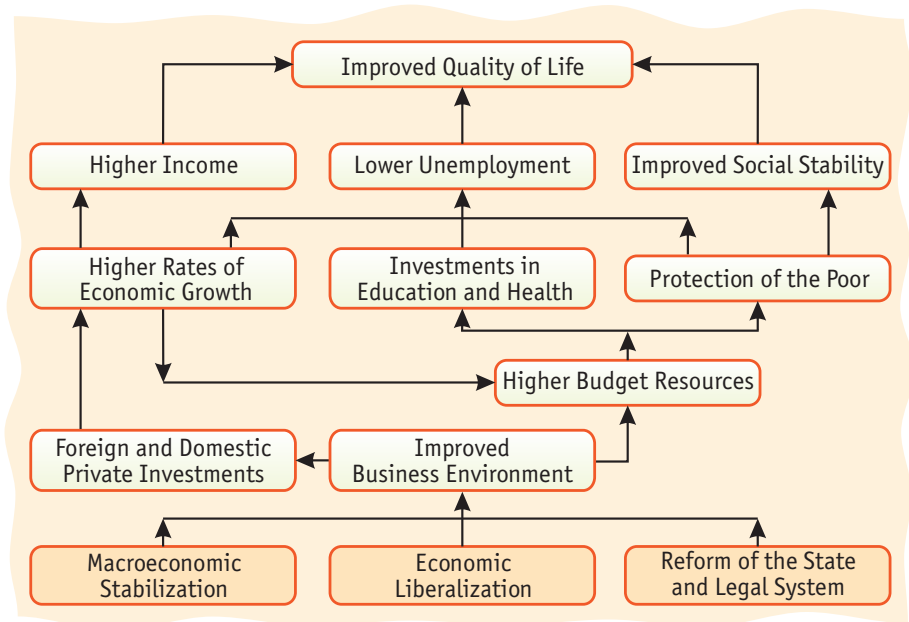 Improved Quality of Life
Higher Income
Lower Unemployment
Improved Social Stability
Higher Rates of
Economic Growth
Investments in
Education and Health
Protection of the Poor
Higher Budget Resources
Foreign and Domestic
Private Investments
Improved
Business Environment
Macroeconomic
Stabilization
Economic
Liberalization
Reform of the State
and Legal System